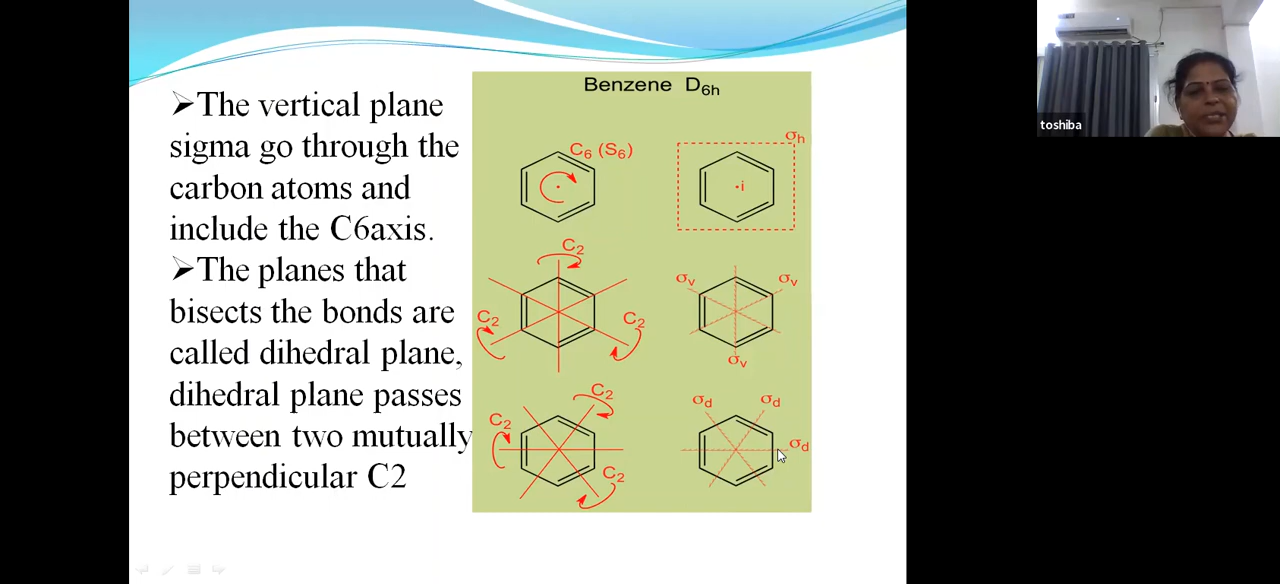 ➢The vertical plane
sigma go through the
carbon atoms and
include the C6axis.
➢The planes that
bisects the bonds are
called dihedral plane,
dihedral plane passes
between two mutually
perpendicular C2
Benzene D6h
C6 (S6)
σh
i
C2
C2
C2
σv
σv
σv
C2
C2
C2
σd
σd
σd
toshiba